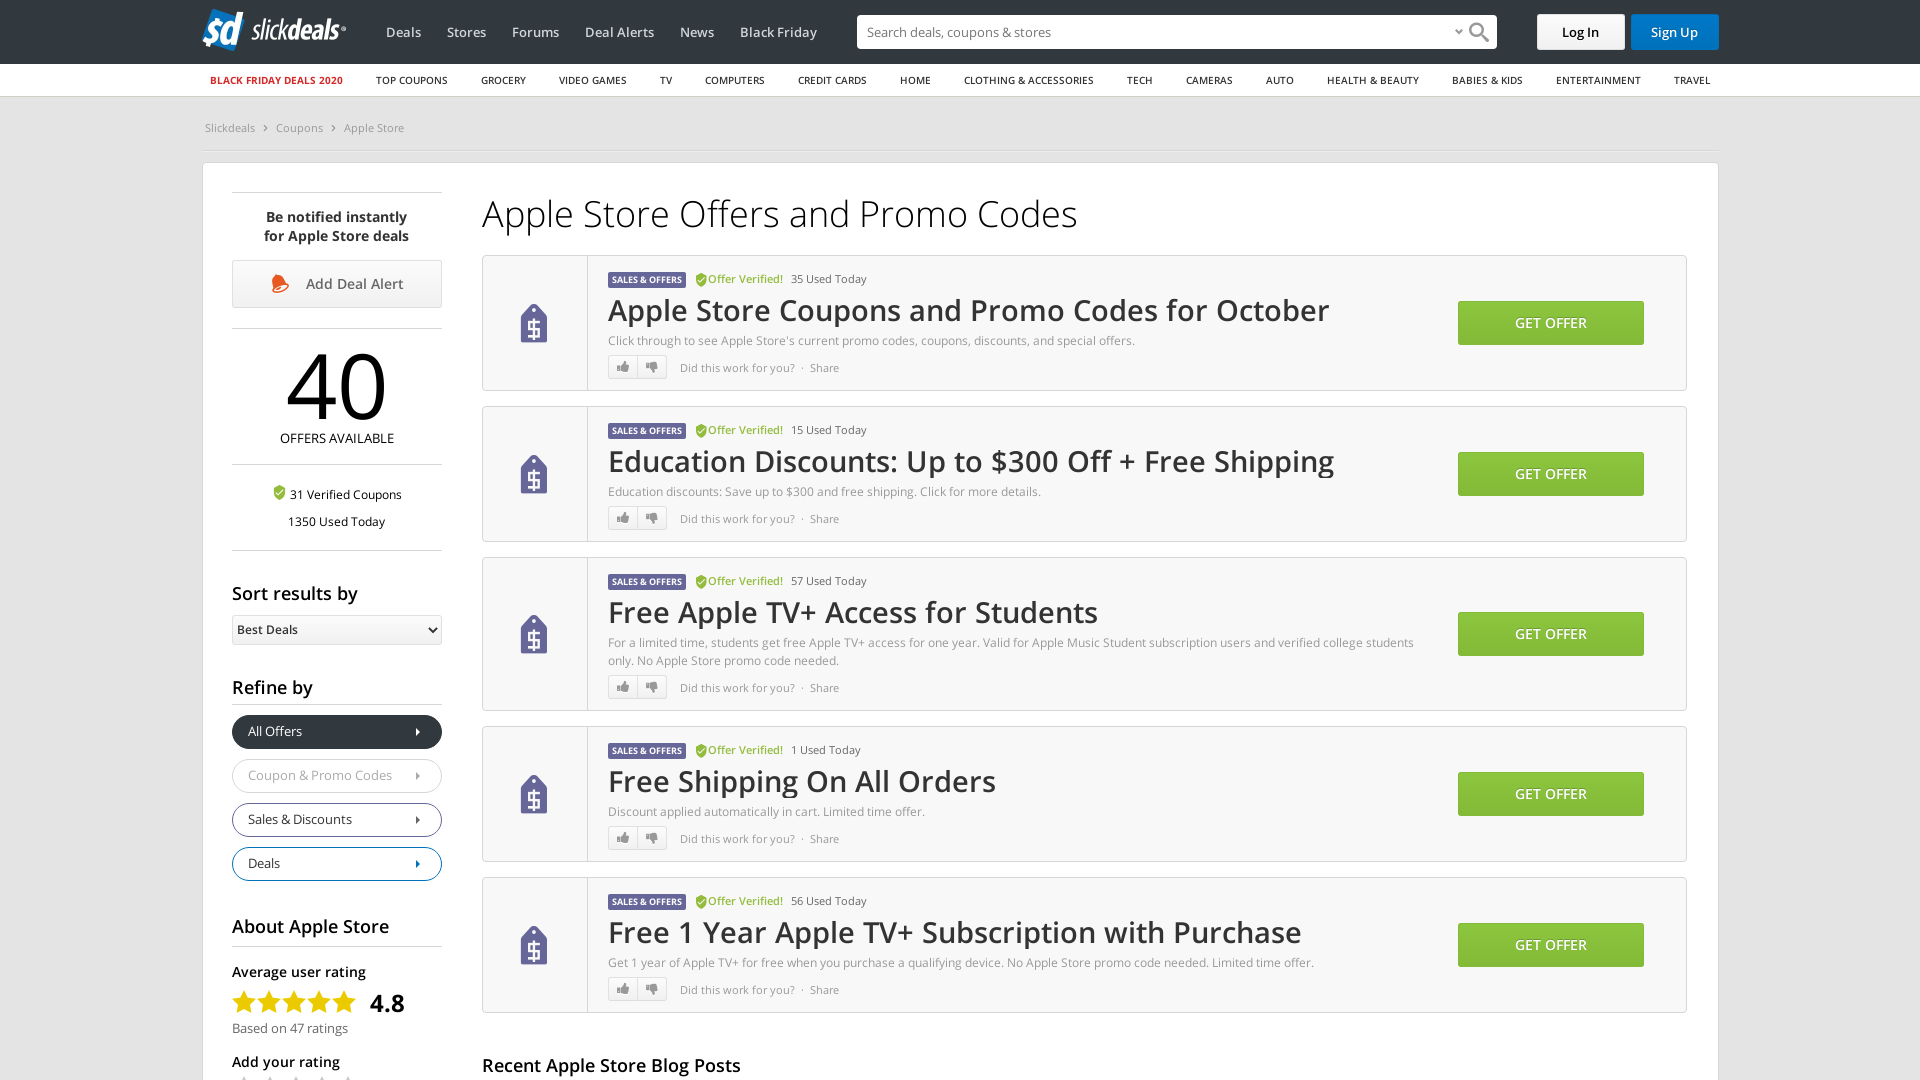 slickdeals
Deals
Stores
Forums
Deal Alerts
News
Black Friday
Search deals, coupons & stores
Log In
Sign Up
BLACK FRIDAY DEALS 2020
TOP COUPONS
GROCERY
VIDEO GAMES
TV
COMPUTERS
CREDIT CARDS
HOME
CLOTHING & ACCESSORIES
TECH
CAMERAS
AUTO
HEALTH & BEAUTY
BABIES & KIDS
ENTERTAINMENT
TRAVEL
Slickdeals > Coupons > Apple Store
Be notified instantly
for Apple Store deals
Add Deal Alert
40
OFFERS AVAILABLE
31 Verified Coupons
1350 Used Today
Sort results by
Best Deals
Refine by
All Offers
Coupon & Promo Codes
Sales & Discounts
Deals
About Apple Store
Average user rating
4.8
Based on 47 ratings
Add your rating
Apple Store Offers and Promo Codes
SALES & OFFERS Offer Verified! 35 Used Today
Apple Store Coupons and Promo Codes for October
Click through to see Apple Store's current promo codes, coupons, discounts, and special offers.
Did this work for you? · Share
GET OFFER
SALES & OFFERS Offer Verified! 15 Used Today
Education Discounts: Up to $300 Off + Free Shipping
Education discounts: Save up to $300 and free shipping. Click for more details.
Did this work for you? · Share
GET OFFER
SALES & OFFERS Offer Verified! 57 Used Today
Free Apple TV+ Access for Students
For a limited time, students get free Apple TV+ access for one year. Valid for Apple Music Student subscription users and verified college students
only. No Apple Store promo code needed.
Did this work for you? · Share
GET OFFER
SALES & OFFERS Offer Verified! 1 Used Today
Free Shipping On All Orders
Discount applied automatically in cart. Limited time offer.
Did this work for you? · Share
GET OFFER
SALES & OFFERS Offer Verified! 56 Used Today
Free 1 Year Apple TV+ Subscription with Purchase
Get 1 year of Apple TV+ for free when you purchase a qualifying device. No Apple Store promo code needed. Limited time offer.
Did this work for you? · Share
GET OFFER
Recent Apple Store Blog Posts